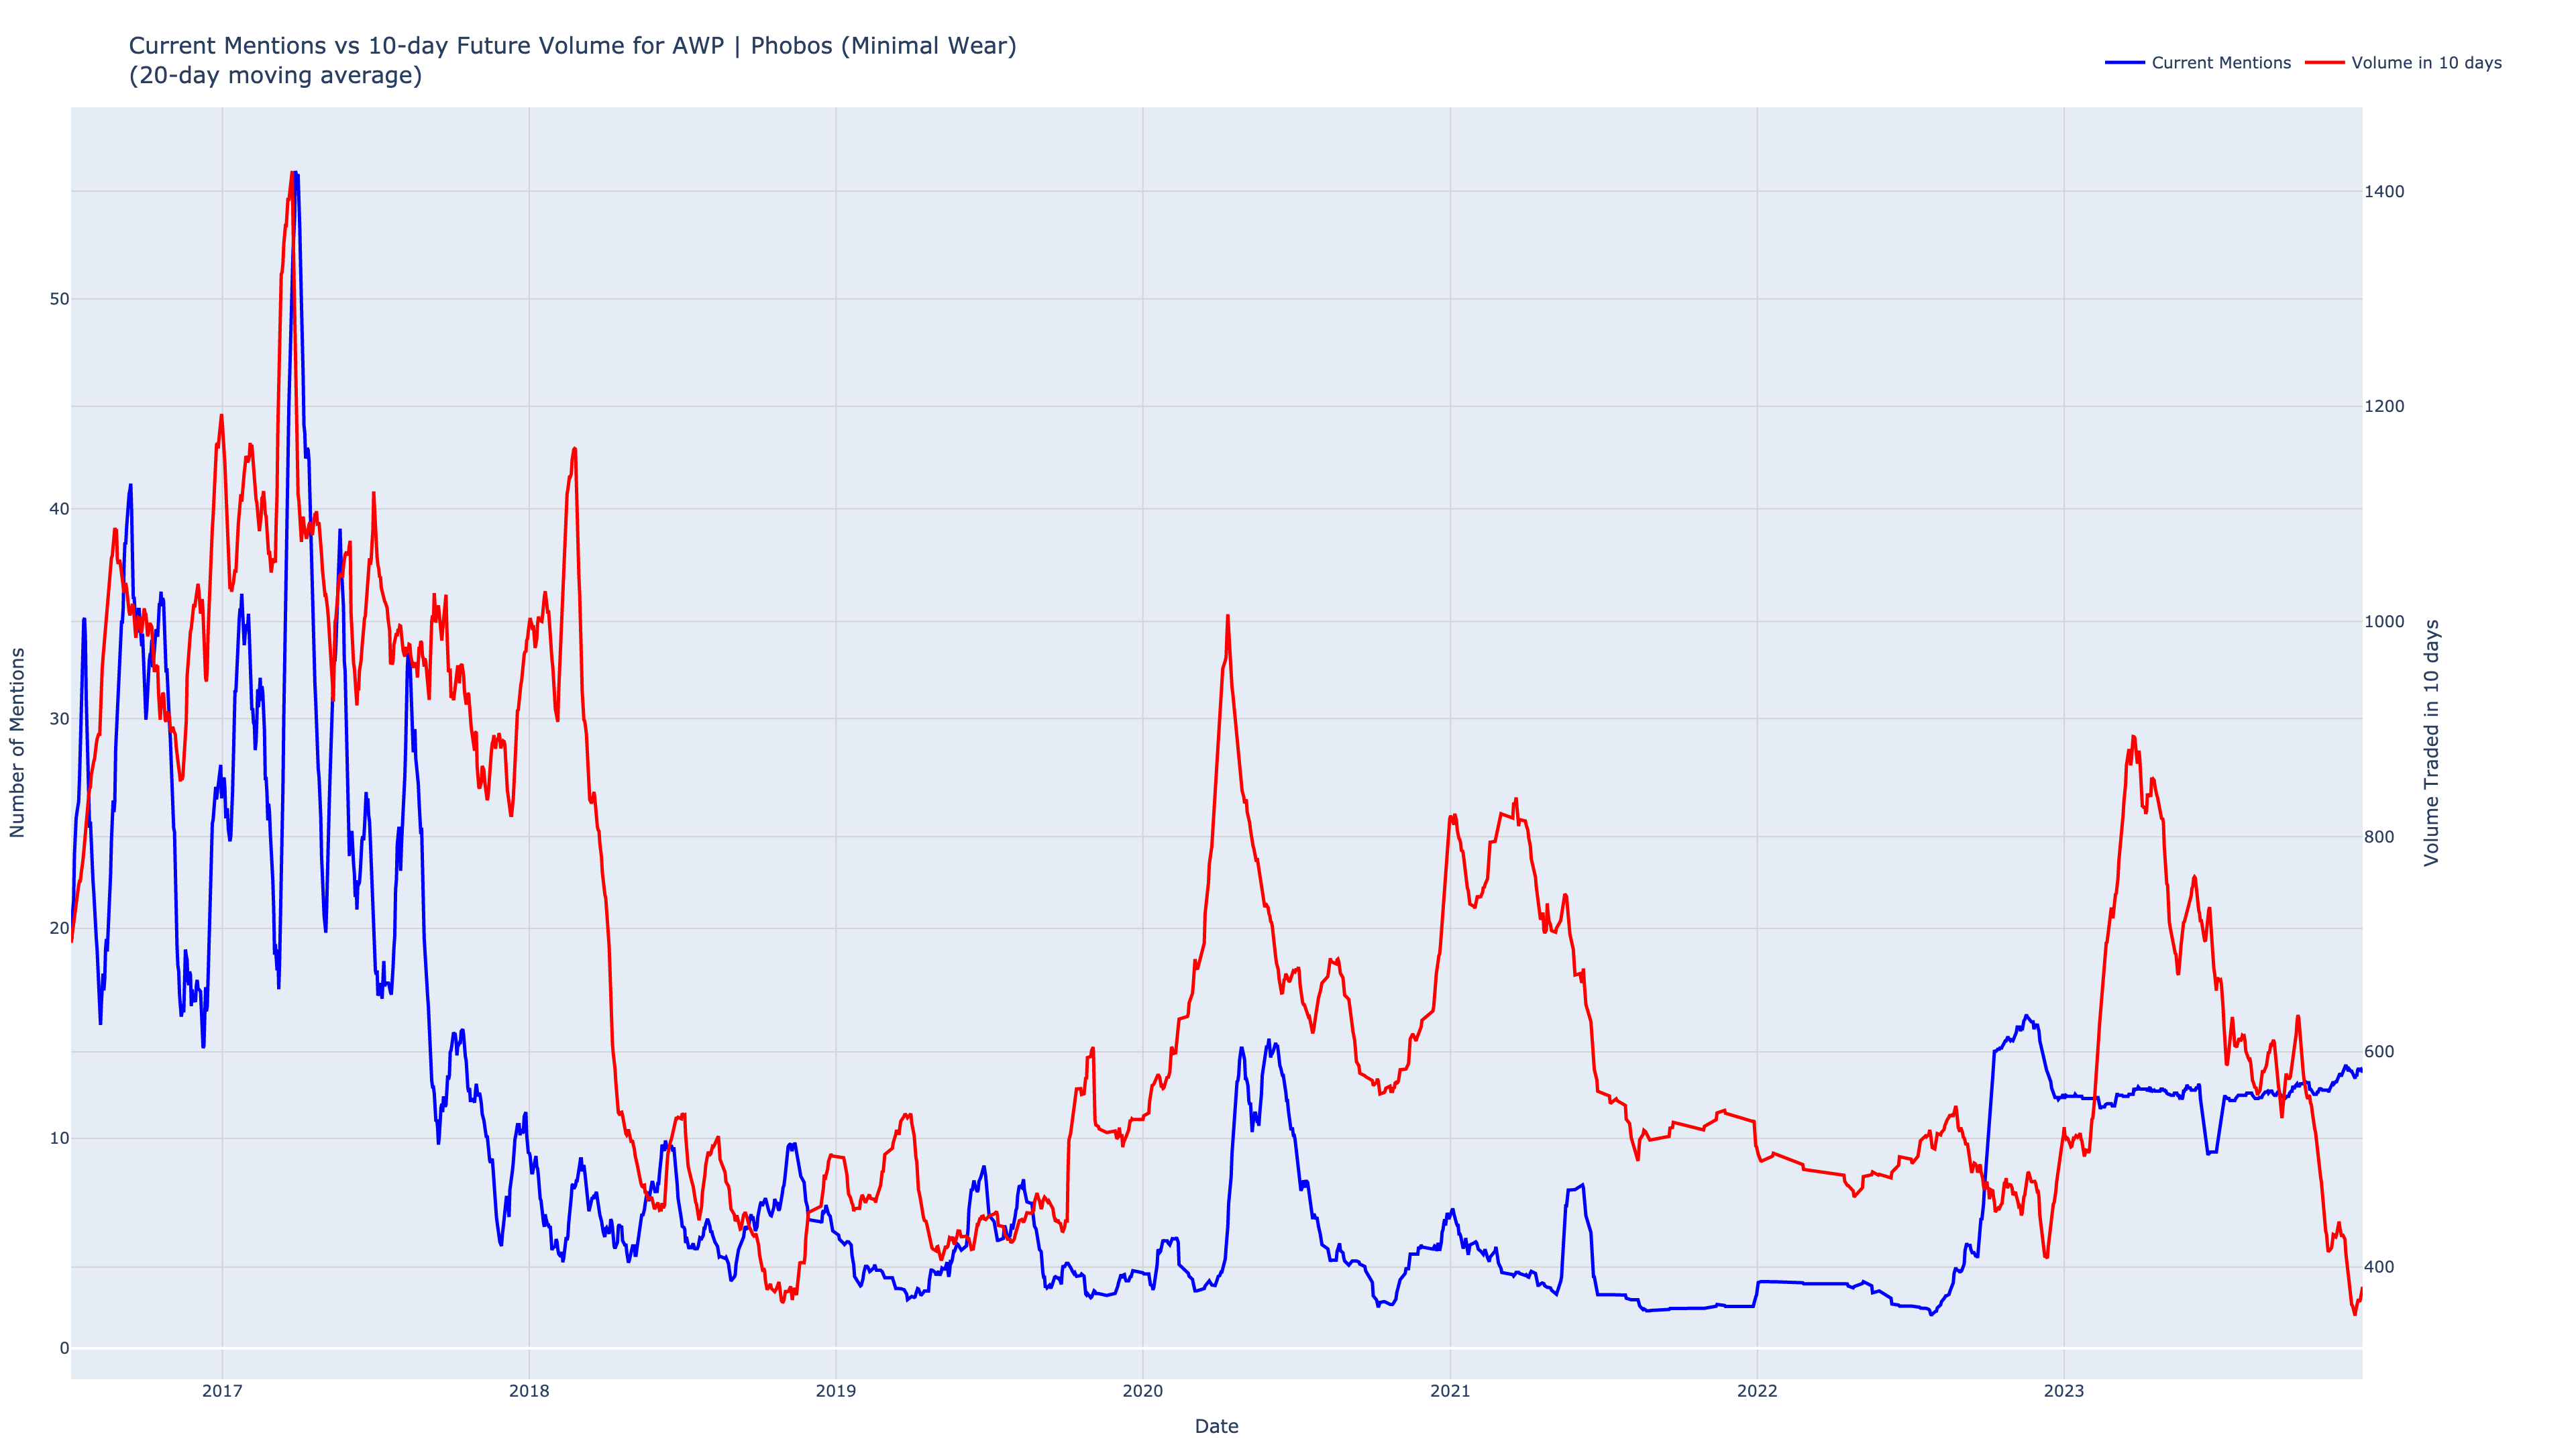 Current Mentions vs 10-day Future Volume for AWP | Phobos (Minimal Wear)
(20-day moving average)
Current Mentions
Volume in 10 days
Number of Mentions
50
40
30
20
10
0
1400
1200
1000
800
600
400
Volume Traded in 10 days
2017
2018
2019
2020
2021
2022
2023
Date